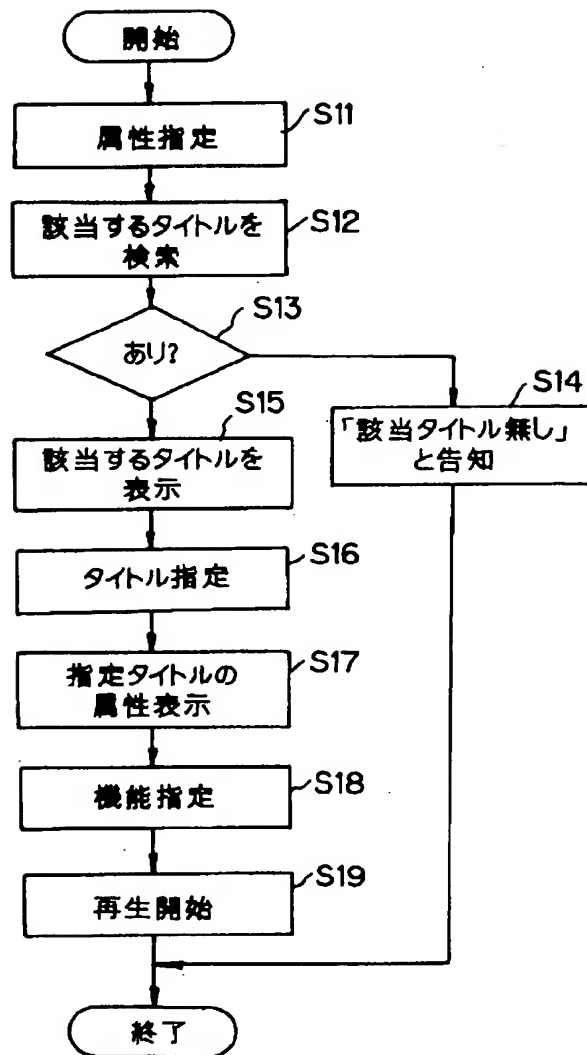 開始
S11
属性指定
S12
該当するタイトルを
検索
S13
あり?
S14
「該当タイトル無し」
と告知
S15
該当するタイトルを
表示
S16
タイトル指定
S17
指定タイトルの
属性表示
S18
機能指定
S19
再生開始
終了